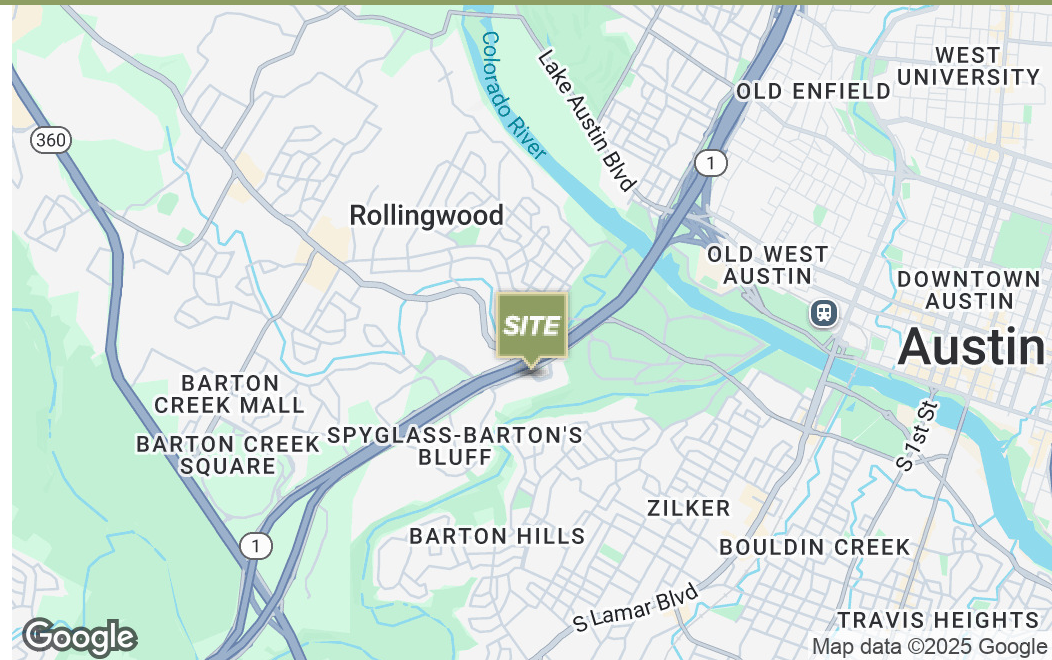 WEST
UNIVERSITY
OLD ENFIELD
Colorado River
Lake Austin Blvd
360
1
Rollingwood
OLD WEST
AUSTIN
DOWNTOWN
AUSTIN
SITE
Austin
BARTON
CREEK MALL
BARTON CREEK
SQUARE
SPYGLASS-BARTON'S
BLUFF
S 1st St
ZILKER
BARTON HILLS
1
BOULDIN CREEK
S Lamar Blvd
TRAVIS HEIGHTS
Google
Map data ©2025 Google